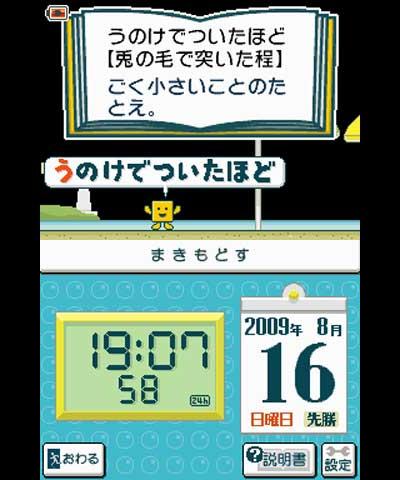 うのけでついたほど
【兎の毛で突いた程】
ごく小さいことのた
とえ。
うのけでついたほど
まきもどす
19:07
58
24h
2009年 8月
16
日曜日 先勝
おわる
?説明書
設定